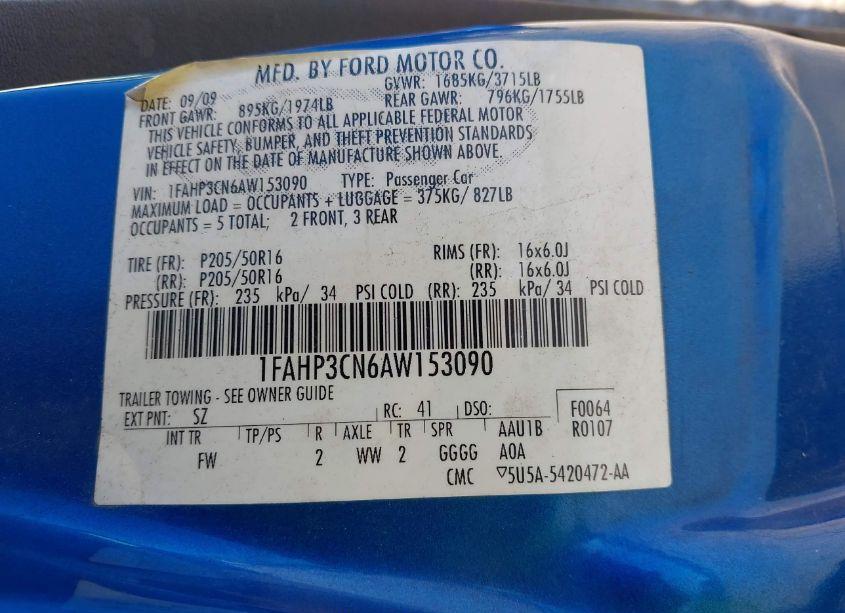 MFD. BY FORD MOTOR CO.
DATE: 09/09 GVWR: 1685KG/3715LB
FRONT GAWR: 895KG/1974LB REAR GAWR: 796KG/1755LB
THIS VEHICLE CONFORMS TO ALL APPLICABLE FEDERAL MOTOR
VEHICLE SAFETY, BUMPER, AND THEFT PREVENTION STANDARDS
IN EFFECT ON THE DATE OF MANUFACTURE SHOWN ABOVE.
VIN: 1FAHP3CN6AW153090 TYPE: Passenger Car
MAXIMUM LOAD = OCCUPANTS + LUGGAGE = 375KG/ 827LB
OCCUPANTS = 5 TOTAL; 2 FRONT, 3 REAR
TIRE (FR): P205/50R16 RIMS (FR): 16x6.0J
(RR): P205/50R16 (RR): 16x6.0J
PRESSURE (FR): 235 kPa/ 34 PSI COLD (RR): 235 kPa/ 34 PSI COLD
1FAHP3CN6AW153090
TRAILER TOWING - SEE OWNER GUIDE
EXT PNT: SZ RC: 41 DSO: F0064
INT TR TP/PS R AXLE TR SPR AAU1B R0107
FW 2 WW 2 GGGG A0A
CMC ▽5U5A-5420472-AA